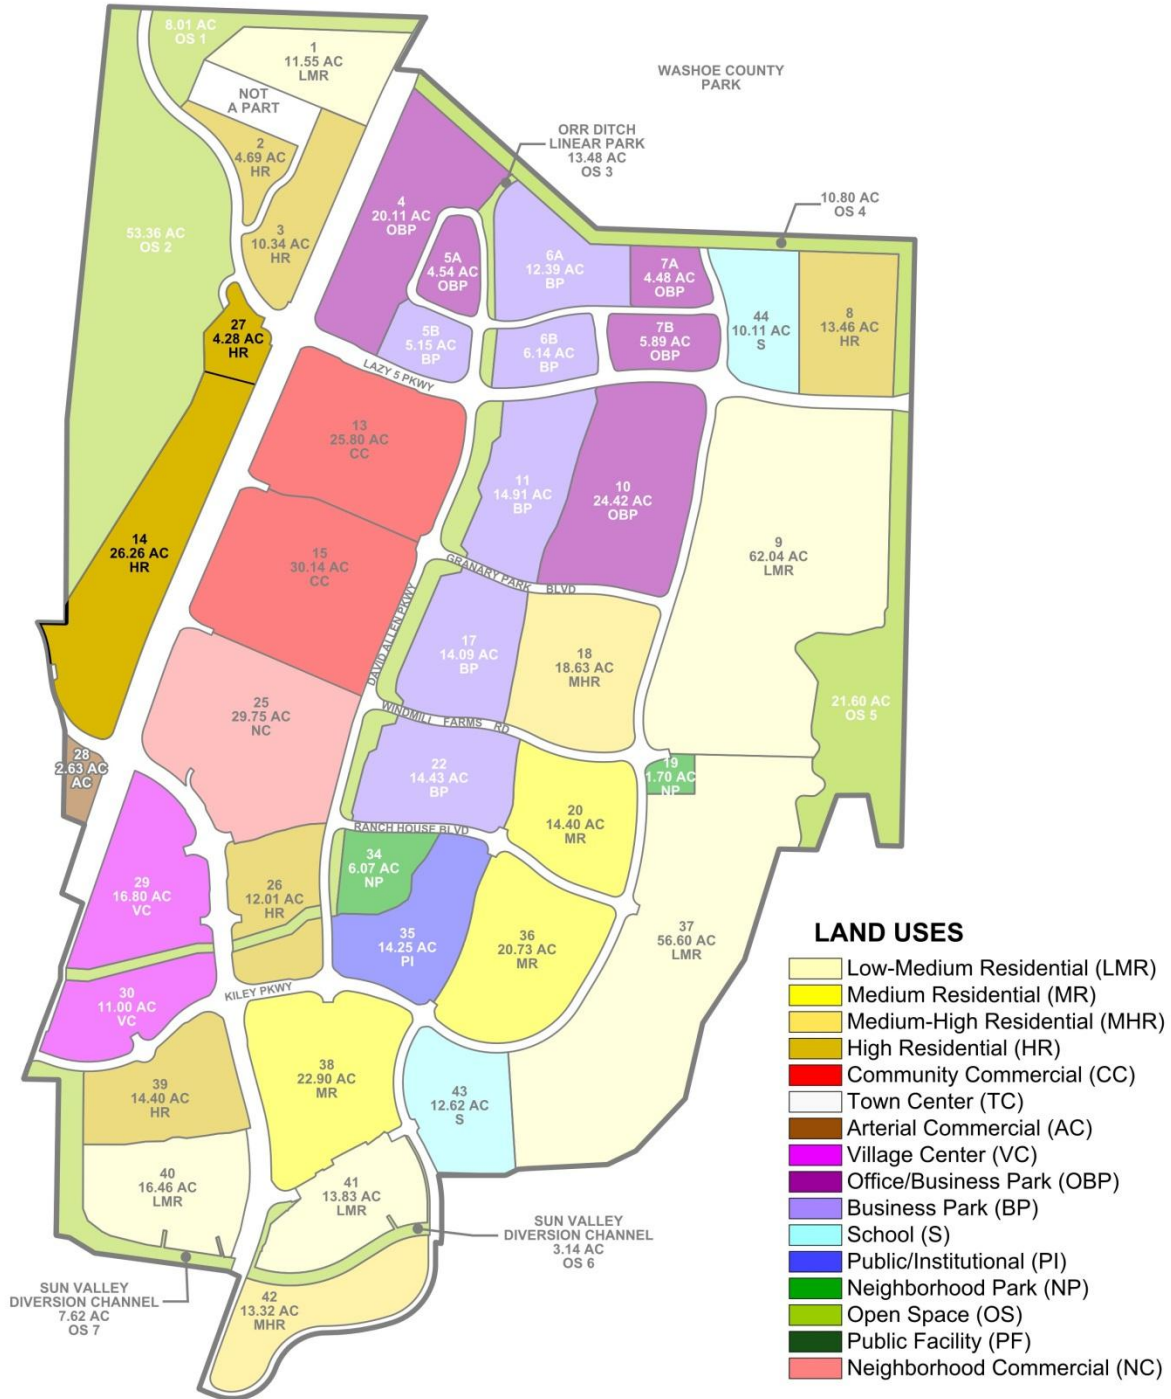 8.01 AC
OS 1
1
11.55 AC
LMR
NOT
A PART
WASHOE COUNTY
PARK
2
4.69 AC
HR
ORR DITCH
LINEAR PARK
13.48 AC
OS 3
10.80 AC
OS 4
53.36 AC
OS 2
3
10.34 AC
HR
4
20.11 AC
OBP
5A
4.54 AC
OBP
6A
12.39 AC
BP
7A
4.48 AC
OBP
44
10.11 AC
S
8
13.46 AC
HR
27
4.28 AC
HR
5B
5.15 AC
BP
6B
6.14 AC
BP
7B
5.89 AC
OBP
LAZY 5 PKWY
13
25.80 AC
CC
11
14.91 AC
BP
10
24.42 AC
OBP
9
62.04 AC
LMR
14
26.26 AC
HR
15
30.14 AC
CC
GRANARY PARK BLVD
DAVID ALLEN PKWY
17
14.09 AC
BP
18
18.63 AC
MHR
25
29.75 AC
NC
21.60 AC
OS 5
WINDMILL FARMS RD
28
2.63 AC
AC
22
14.43 AC
BP
19
1.70 AC
NP
20
14.40 AC
MR
RANCH HOUSE BLVD
34
6.07 AC
NP
29
16.80 AC
VC
26
12.01 AC
HR
35
14.25 AC
PI
36
20.73 AC
MR
37
56.60 AC
LMR
30
11.00 AC
VC
KILEY PKWY
39
14.40 AC
HR
38
22.90 AC
MR
43
12.62 AC
S
40
16.46 AC
LMR
41
13.83 AC
LMR
SUN VALLEY
DIVERSION CHANNEL
3.14 AC
OS 6
SUN VALLEY
DIVERSION CHANNEL
7.62 AC
OS 7
42
13.32 AC
MHR
LAND USES
Low-Medium Residential (LMR)
Medium Residential (MR)
Medium-High Residential (MHR)
High Residential (HR)
Community Commercial (CC)
Town Center (TC)
Arterial Commercial (AC)
Village Center (VC)
Office/Business Park (OBP)
Business Park (BP)
School (S)
Public/Institutional (PI)
Neighborhood Park (NP)
Open Space (OS)
Public Facility (PF)
Neighborhood Commercial (NC)